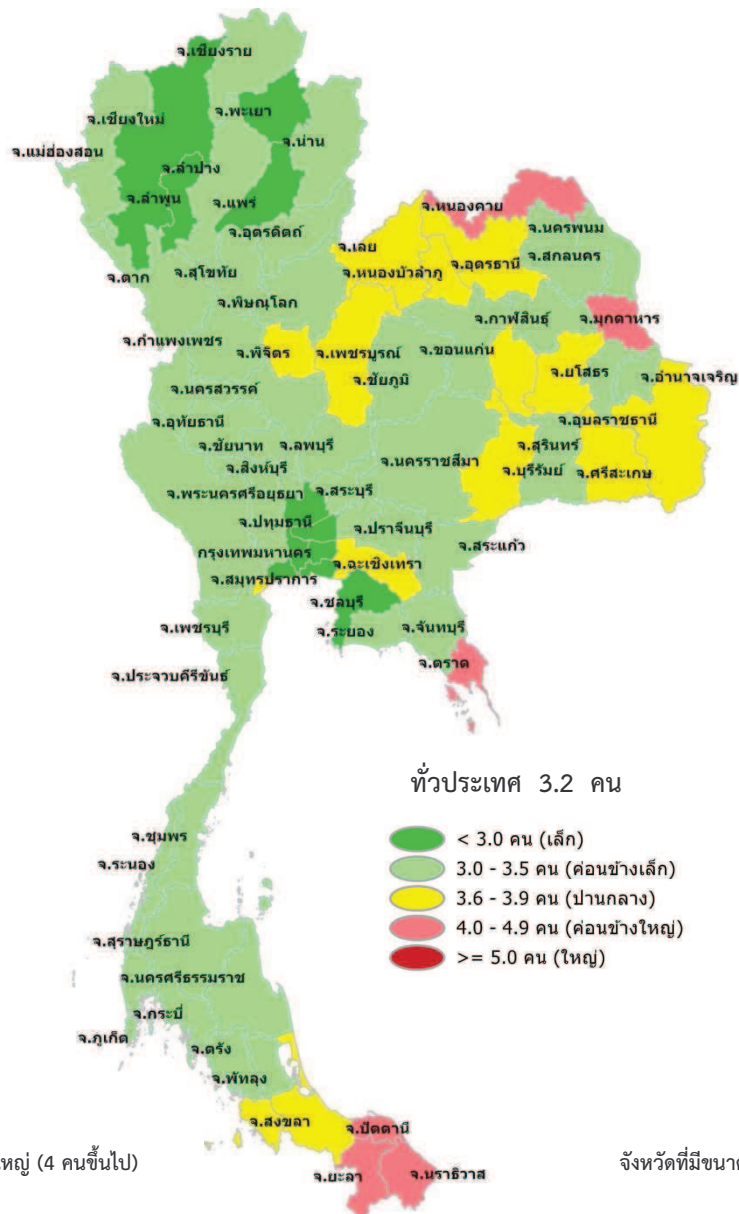 จ.เชียงราย
จ.เชียงใหม่
จ.พะเยา
จ.น่าน
จ.แม่ฮ่องสอน
จ.ลำปาง
จ.ลำพูน
จ.แพร่
จ.อุตรดิตถ์
จ.หนองคาย
จ.นครพนม
จ.เลย
จ.สกลนคร
จ.ตาก
จ.สุโขทัย
จ.หนองบัวลำภู
จ.อุดรธานี
จ.พิษณุโลก
จ.กาฬสินธุ์
จ.มุกดาหาร
จ.กำแพงเพชร
จ.พิจิตร
จ.เพชรบูรณ์
จ.ขอนแก่น
จ.ชัยภูมิ
จ.ยโสธร
จ.อำนาจเจริญ
จ.นครสวรรค์
จ.อุทัยธานี
จ.อุบลราชธานี
จ.ชัยนาท
จ.ลพบุรี
จ.สุรินทร์
จ.สิงห์บุรี
จ.นครราชสีมา
จ.บุรีรัมย์
จ.ศรีสะเกษ
จ.พระนครศรีอยุธยา
จ.สระบุรี
จ.ปทุมธานี
จ.ปราจีนบุรี
จ.สระแก้ว
กรุงเทพมหานคร
จ.ฉะเชิงเทรา
จ.สมุทรปราการ
จ.ชลบุรี
จ.เพชรบุรี
จ.ระยอง
จ.จันทบุรี
จ.ตราด
จ.ประจวบคีรีขันธ์
ทั่วประเทศ 3.2 คน
< 3.0 คน (เล็ก)
3.0 - 3.5 คน (ค่อนข้างเล็ก)
3.6 - 3.9 คน (ปานกลาง)
4.0 - 4.9 คน (ค่อนข้างใหญ่)
>= 5.0 คน (ใหญ่)
จ.ชุมพร
จ.ระนอง
จ.สุราษฎร์ธานี
จ.นครศรีธรรมราช
จ.กระบี่
จ.ภูเก็ต
จ.ตรัง
จ.พัทลุง
จ.สงขลา
จ.ปัตตานี
จ.ยะลา
จ.นราธิวาส
หญ่ (4 คนขึ้นไป)
จังหวัดที่มีขนาด